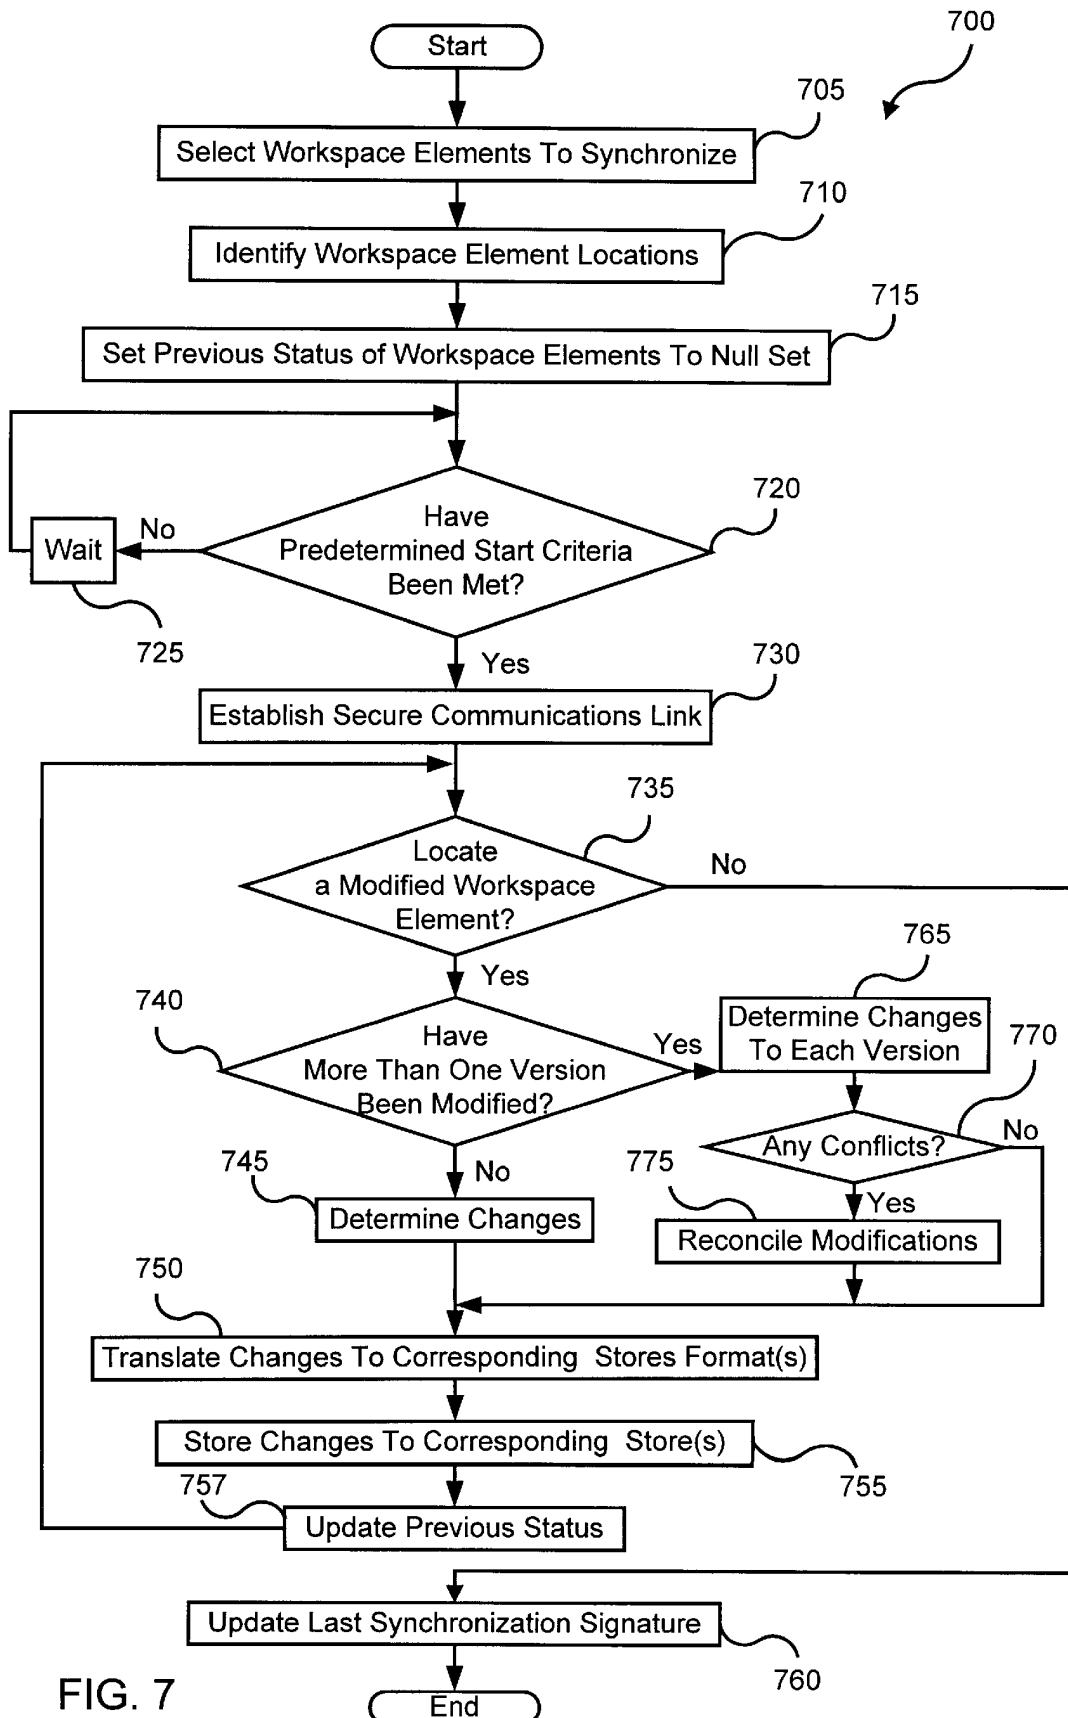 Start
700
705
Select Workspace Elements To Synchronize
710
Identify Workspace Element Locations
715
Set Previous Status of Workspace Elements To Null Set
720
Have
Predetermined Start Criteria
Been Met?
No
Wait
725
Yes
730
Establish Secure Communications Link
735
Locate
a Modified Workspace
Element?
No
Yes
765
Determine Changes
To Each Version
740
Have
More Than One Version
Been Modified?
Yes
770
Any Conflicts?
No
775
Yes
Reconcile Modifications
745
No
Determine Changes
750
Translate Changes To Corresponding Stores Format(s)
Store Changes To Corresponding Store(s)
755
757
Update Previous Status
Update Last Synchronization Signature
760
End
FIG. 7